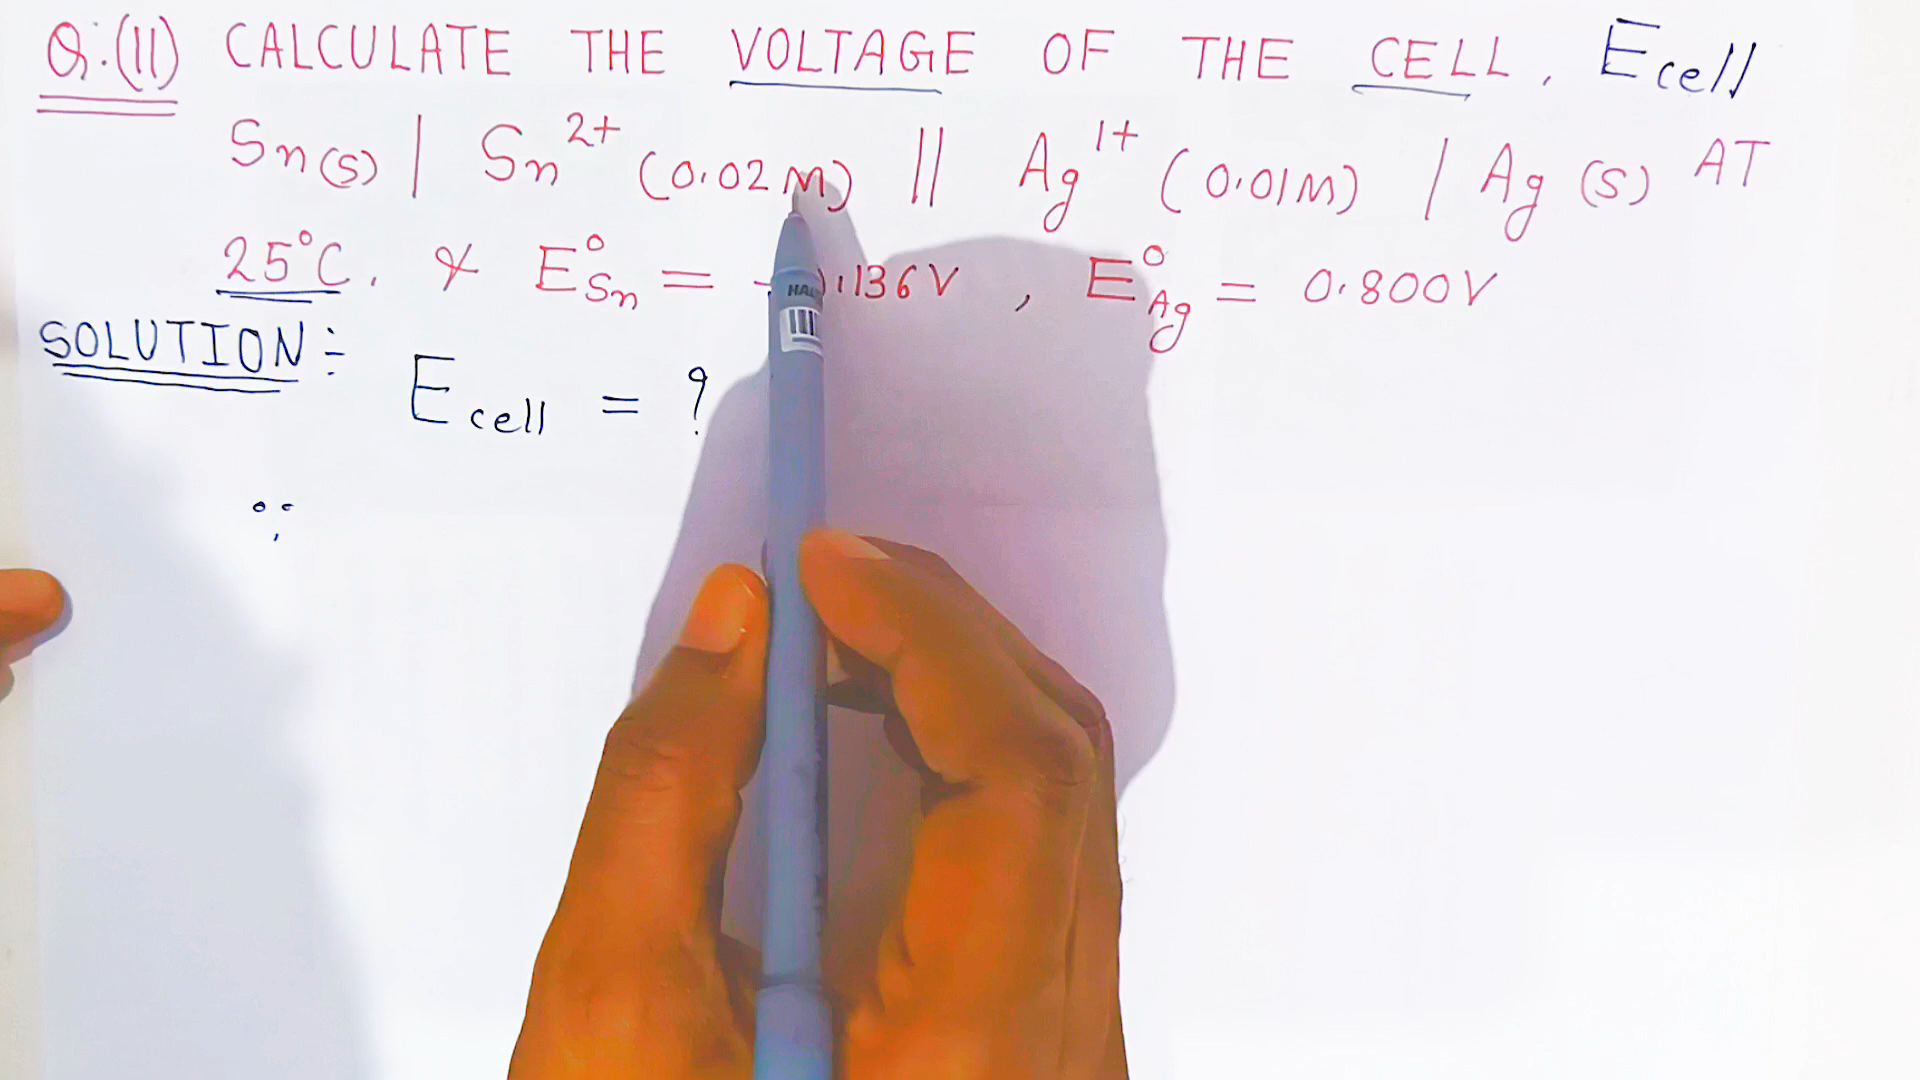 Q:(11) CALCULATE THE VOLTAGE OF THE CELL, Ecell
Sn(s) | Sn²⁺ (0.02M) || Ag¹⁺ (0.01M) | Ag (s) AT
25°C. & E°Sn = -0.136V , E°Ag = 0.800V
SOLUTION:-
Ecell = ?
∵